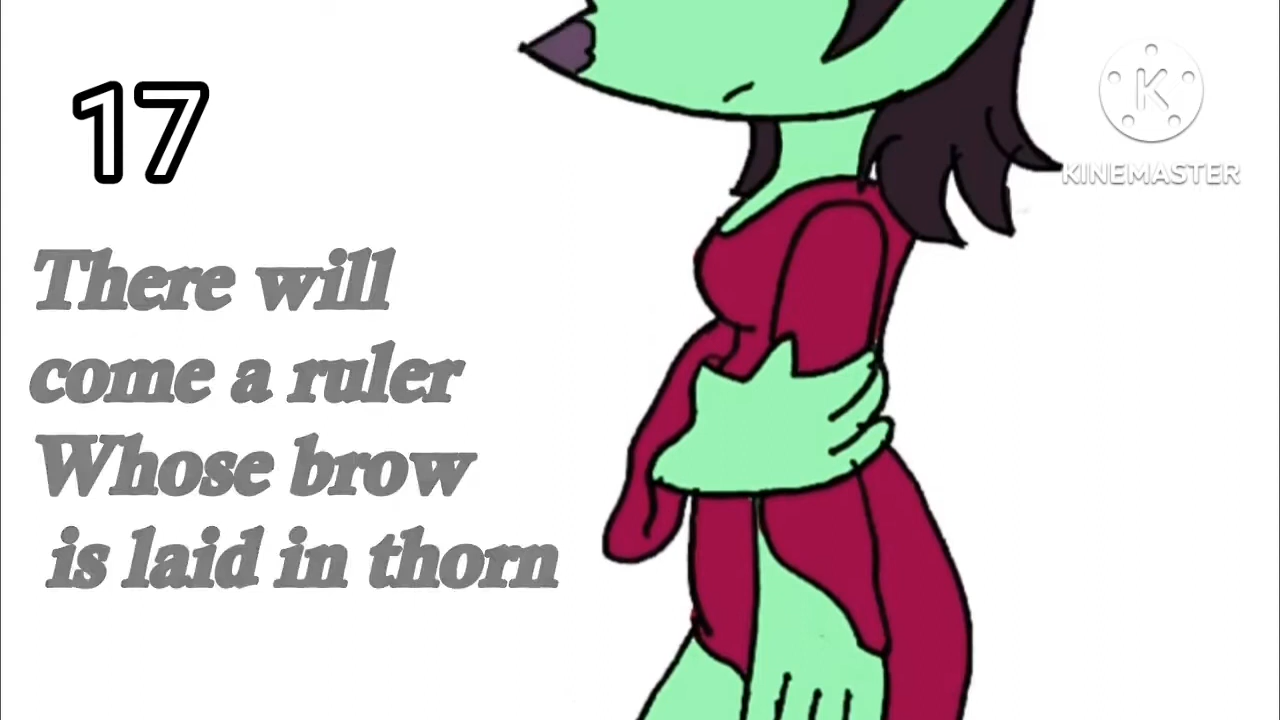 17
There will
come a ruler
Whose brow
is laid in thorn
K
KINEMASTER